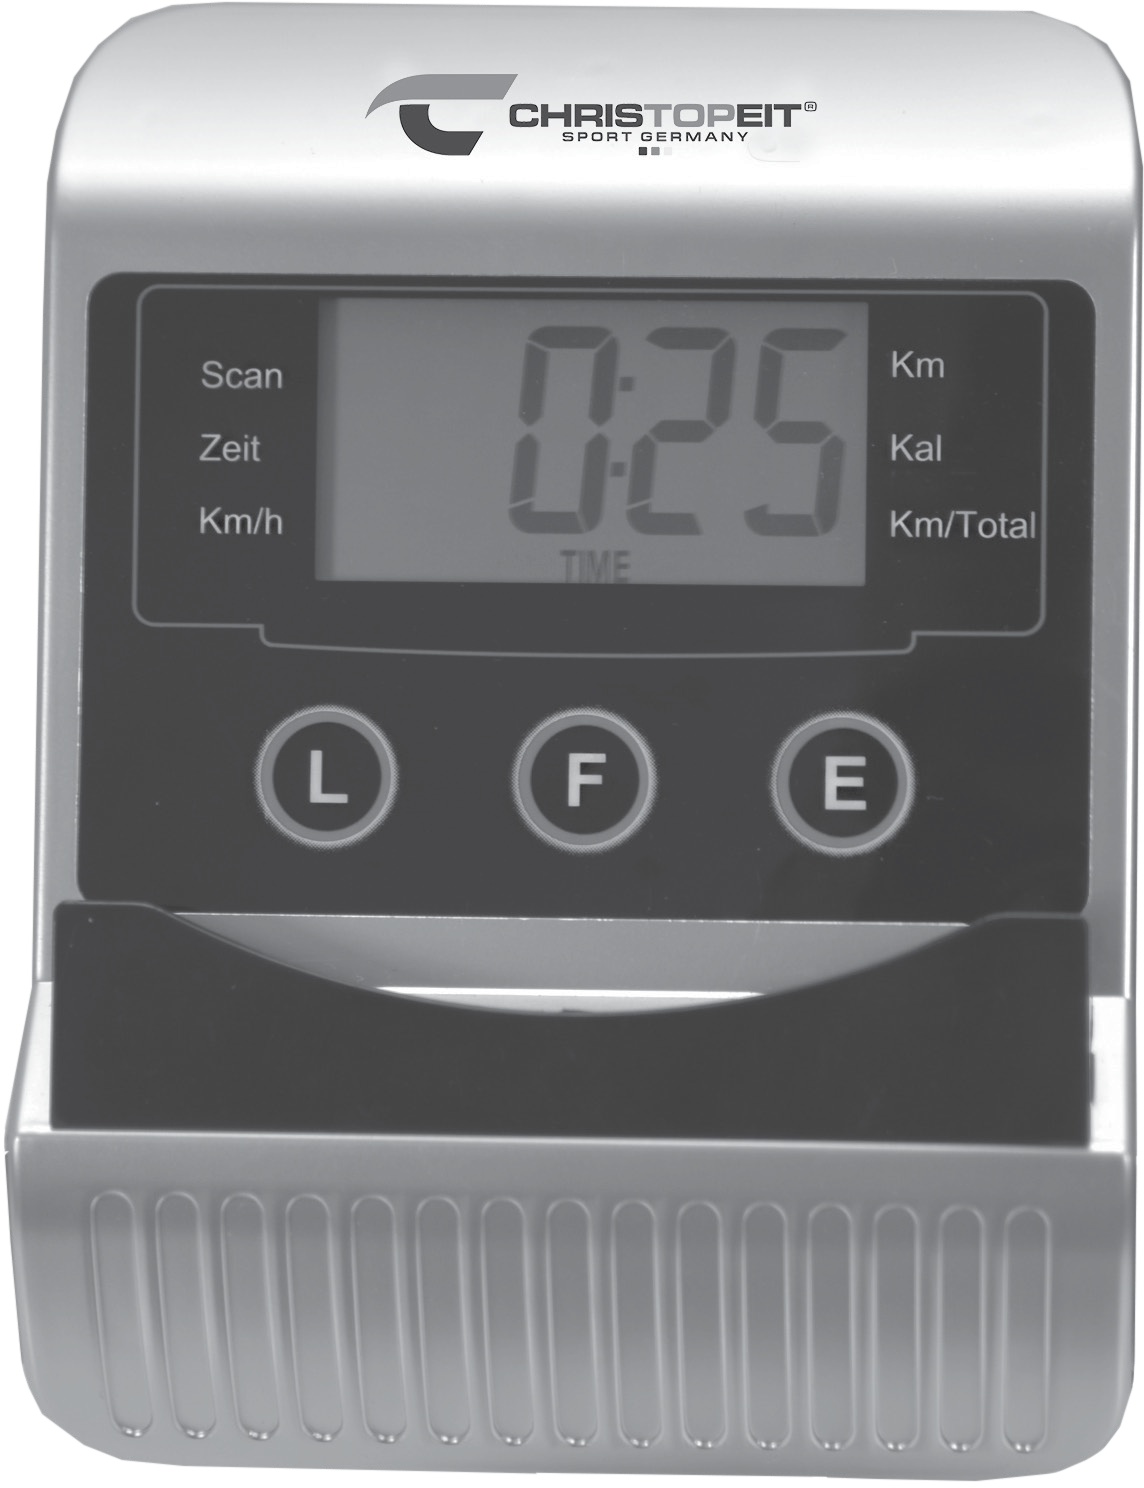 CHRISTOPEIT®
SPORT GERMANY
Scan
Zeit
Km/h
0:25
TIME
Km
Kal
Km/Total
L
F
E